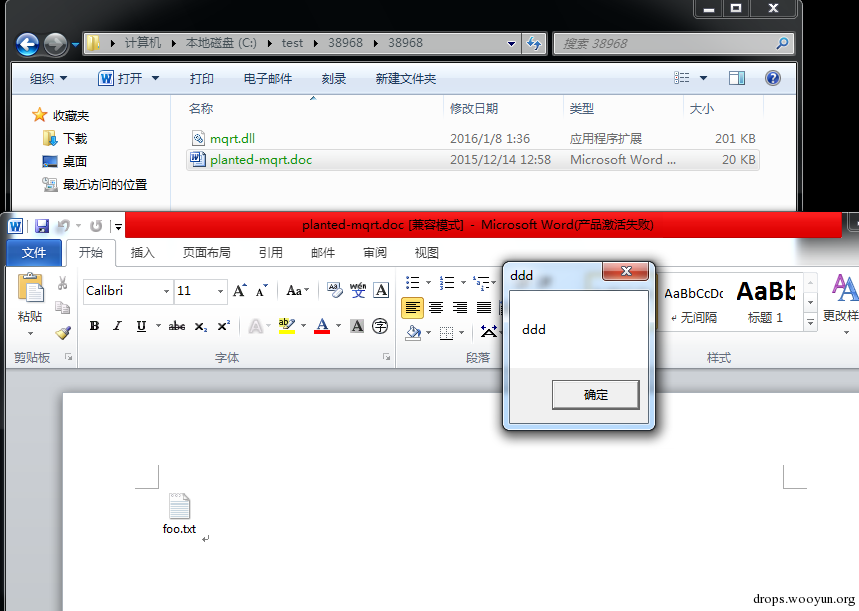 计算机 本地磁盘 (C:) test 38968 38968 搜索 38968
组织 打开 打印 电子邮件 刻录 新建文件夹
收藏夹
下载
桌面
最近访问的位置
名称 修改日期 类型 大小
mqrt.dll 2016/1/8 1:36 应用程序扩展 201 KB
planted-mqrt.doc 2015/12/14 12:58 Microsoft Word ... 20 KB
planted-mqrt.doc [兼容模式] - Microsoft Word(产品激活失败)
文件 开始 插入 页面布局 引用 邮件 审阅 视图
粘贴
剪贴板
Calibri 11 A A Aa wén 文 A
B I U abc x₂ x² A ab A A 字
字体
段落
AaBbCcDc AaBb
无间隔 标题 1
更改样
样式
ddd
ddd
确定
foo.txt
drops.wooyun.org